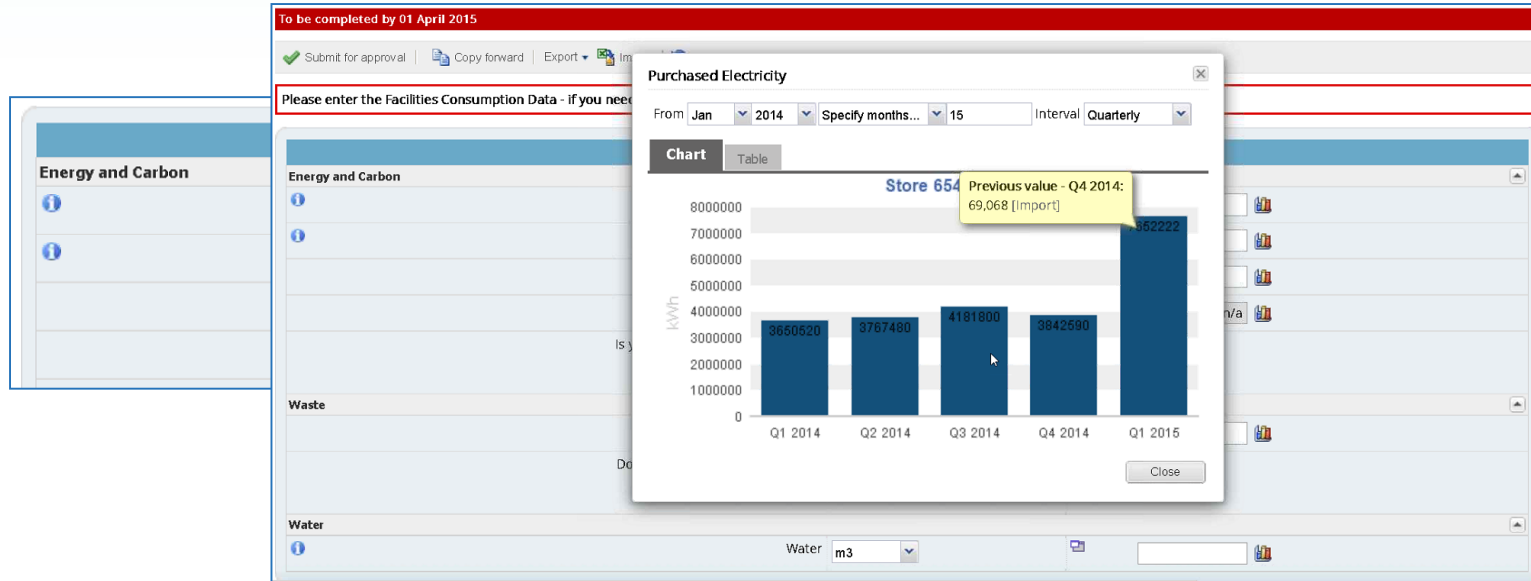 To be completed by 01 April 2015
Submit for approval Copy forward Export
Please enter the Facilities Consumption Data - if you
Energy and Carbon
Energy and Carbon
Is
Waste
Do
Water
Water m3
n/a
Purchased Electricity
From Jan 2014 Specify months... 15 Interval Quarterly
Chart Table
Store 654
Previous value - Q4 2014:
69,068 [Import]
8000000
7000000
6000000
5000000
4000000
3000000
2000000
1000000
0
kWh
3650520 3767480 4181800 3842590 7652222
Q1 2014 Q2 2014 Q3 2014 Q4 2014 Q1 2015
Close